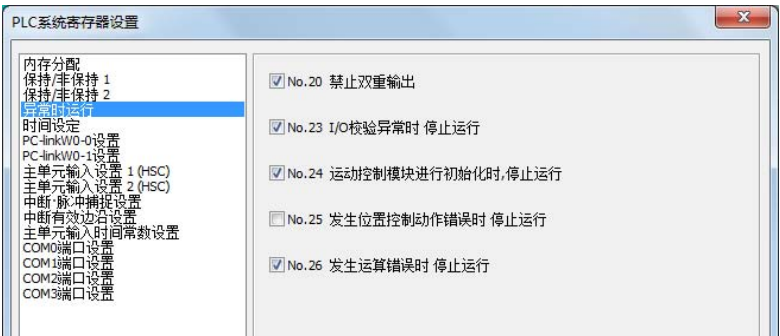 PLC系统寄存器设置
内存分配
保持/非保持 1
保持/非保持 2
异常时运行
时间设定
PC-linkW0-0设置
PC-linkW0-1设置
主单元输入设置 1 (HSC)
主单元输入设置 2 (HSC)
中断·脉冲捕捉设置
中断有效边沿设置
主单元输入时间常数设置
COM0端口设置
COM1端口设置
COM2端口设置
COM3端口设置
No.20 禁止双重输出
No.23 I/O校验异常时 停止运行
No.24 运动控制模块进行初始化时,停止运行
No.25 发生位置控制动作错误时 停止运行
No.26 发生运算错误时 停止运行